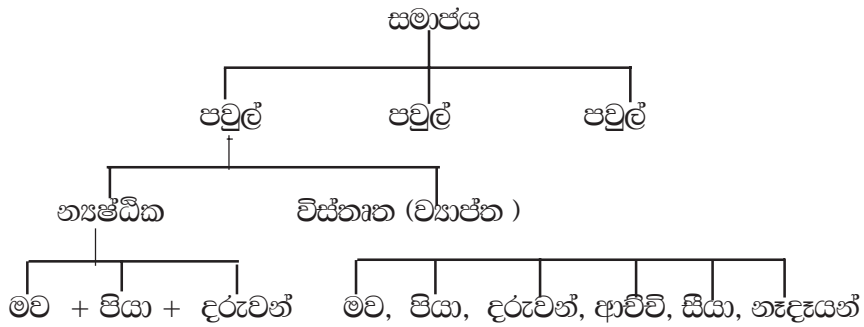 සමාජය
පවුල් පවුල් පවුල්
න්‍යෂ්ඨික විස්තෘත (ව්‍යාප්ත )
මව + පියා + දරුවන් මව, පියා, දරුවන්, ආච්චි, සීයා, නෑදෑයන්